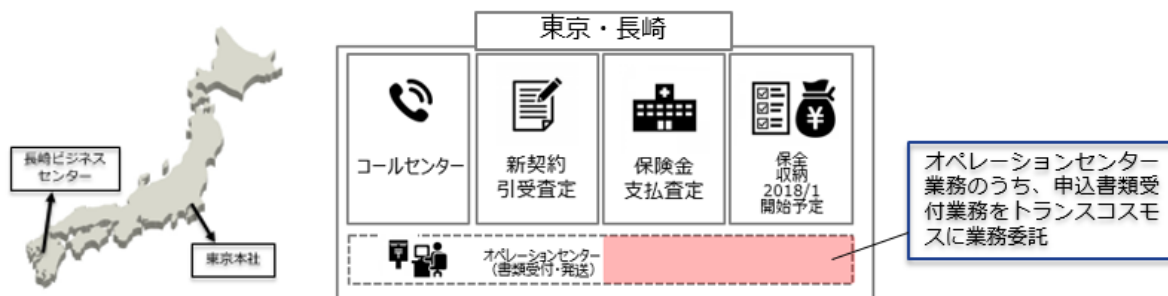 東京・長崎
長崎ビジネス
センター
東京本社
コールセンター
新契約
引受査定
保険金
支払査定
¥
保全
収納
2018/1
開始予定
オペレーションセンター
（書類受付・発送）
オペレーションセンター
業務のうち、申込書類受
付業務をトランスコスモ
スに業務委託